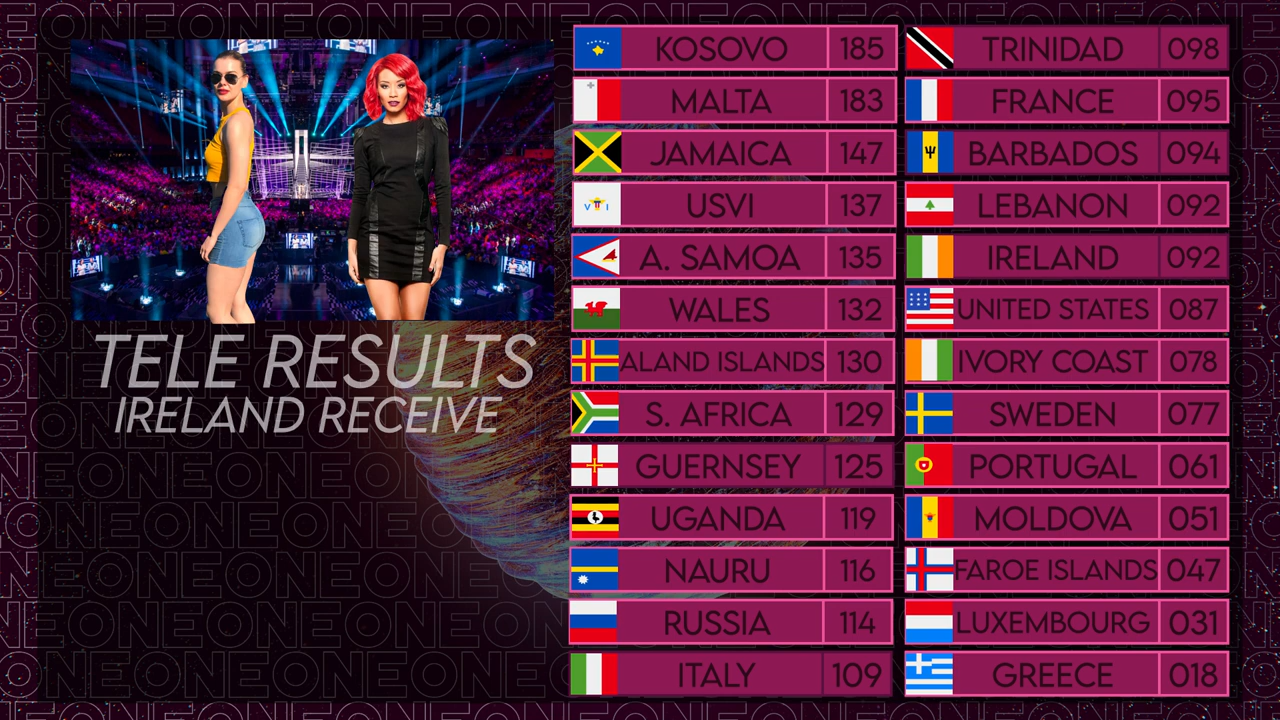 TELE RESULTS
IRELAND RECEIVE
KOSOVO 185
MALTA 183
JAMAICA 147
USVI 137
A. SAMOA 135
WALES 132
ALAND ISLANDS 130
S. AFRICA 129
GUERNSEY 125
UGANDA 119
NAURU 116
RUSSIA 114
ITALY 109
TRINIDAD 098
FRANCE 095
BARBADOS 094
LEBANON 092
IRELAND 092
UNITED STATES 087
IVORY COAST 078
SWEDEN 077
PORTUGAL 061
MOLDOVA 051
FAROE ISLANDS 047
LUXEMBOURG 031
GREECE 018